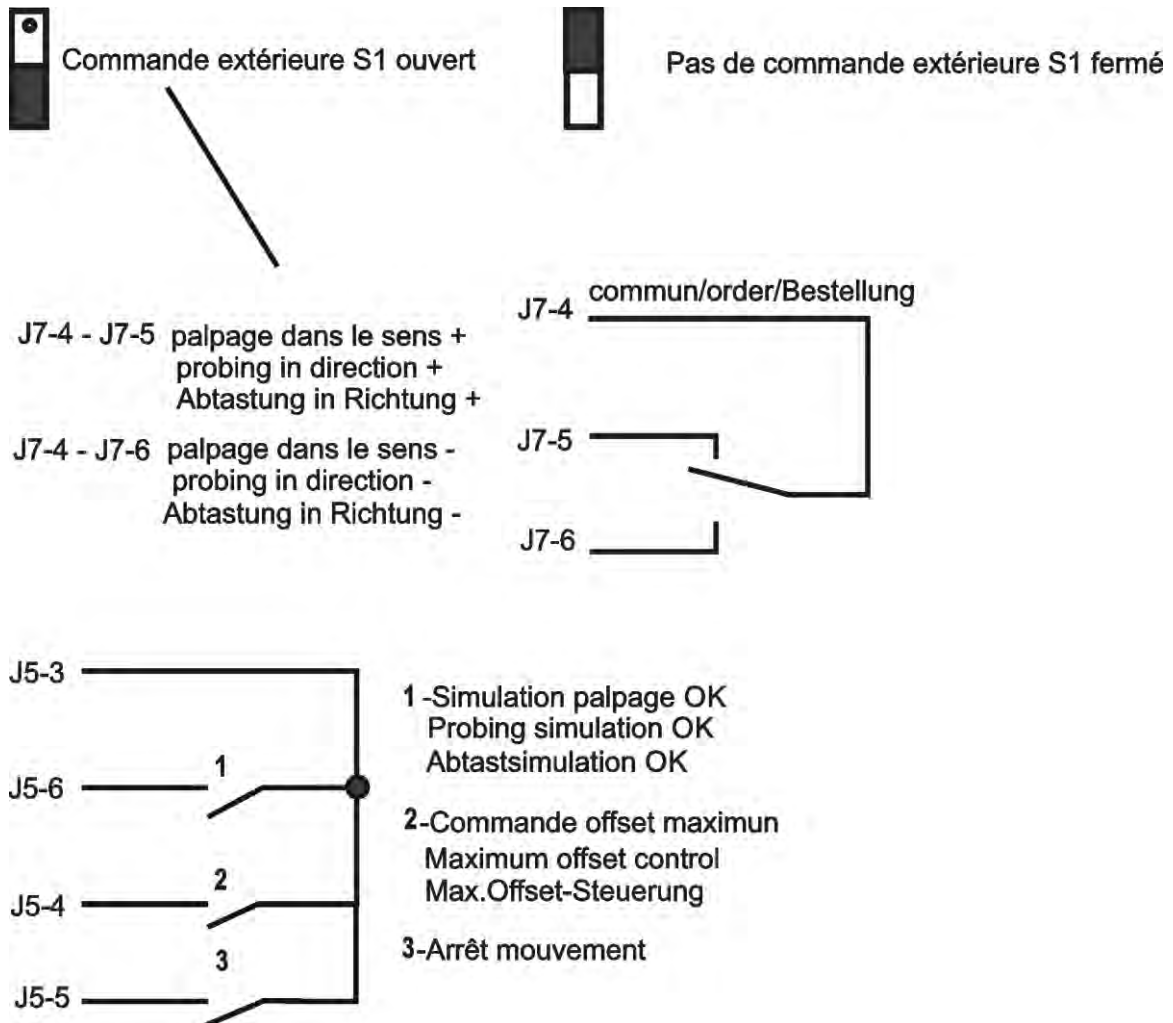 Commande extérieure S1 ouvert
Pas de commande extérieure S1 fermé
J7-4 - J7-5 palpage dans le sens +
probing in direction +
Abtastung in Richtung +
J7-4 - J7-6 palpage dans le sens -
probing in direction -
Abtastung in Richtung -
J7-4 commun/order/Bestellung
J7-5
J7-6
J5-3
J5-6
1
J5-4
2
J5-5
3
1-Simulation palpage OK
Probing simulation OK
Abtastsimulation OK
2-Commande offset maximun
Maximum offset control
Max.Offset-Steuerung
3-Arrêt mouvement